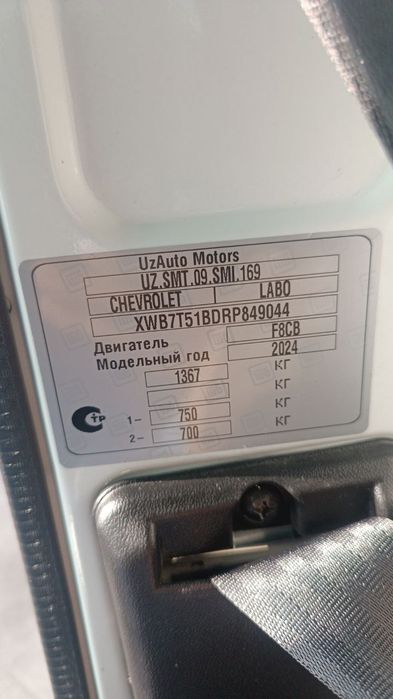 UzAuto Motors
UZ.SMT.09.SMI.169
CHEVROLET LABO
XWB7T51BDRP849044
Двигатель F8CB
Модельный год 2024
1367 КГ
КГ
1- 750 КГ
2- 700 КГ
СТР